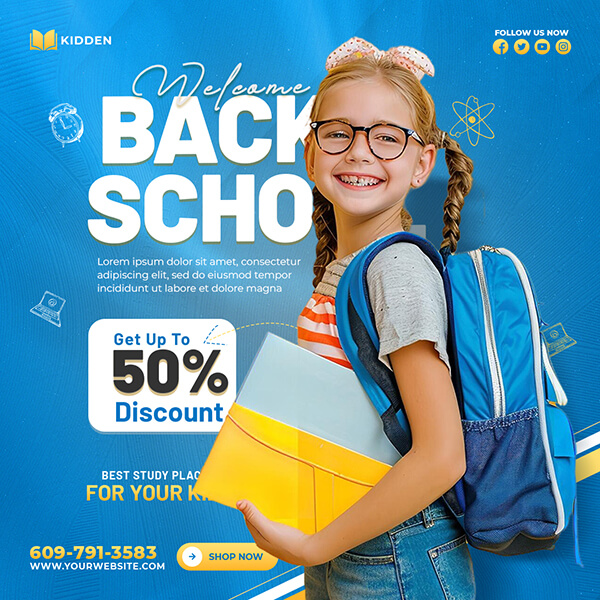 KIDDEN
FOLLOW US NOW
Welcome
BACK
SCHO
Lorem ipsum dolor sit amet, consectetur
adipiscing elit, sed do eiusmod tempor
incididunt ut labore et dolore magna
Get Up To
50%
Discount
BEST STUDY PLAC
FOR YOUR KI
609-791-3583
WWW.YOURWEBSITE.COM
SHOP NOW